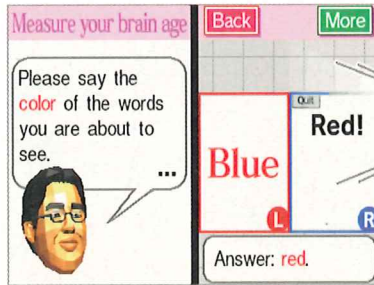 Measure your brain age
Please say the
color of the words
you are about to
see.
...
Back
More
Blue
L
Quit
Red!
R
Answer: red.